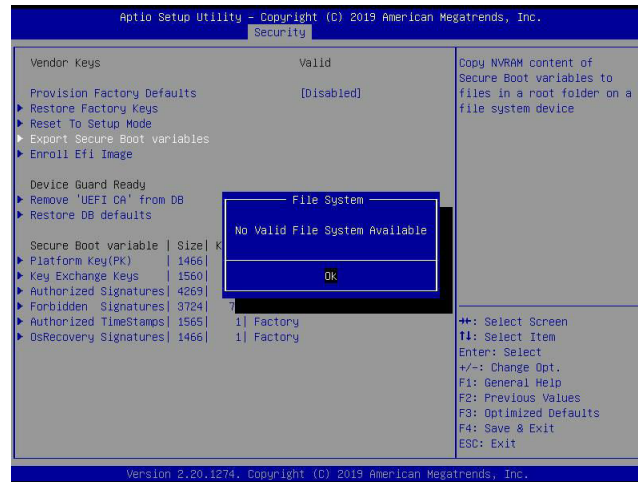 Aptio Setup Utility – Copyright (C) 2019 American Megatrends, Inc.
Security
Vendor Keys Valid
Provision Factory Defaults [Disabled]
Restore Factory Keys
Reset To Setup Mode
Export Secure Boot variables
Enroll Efi Image
Device Guard Ready
Remove 'UEFI CA' from DB
Restore DB defaults
Secure Boot variable | Size| K
Platform Key(PK) | 1466|
Key Exchange Keys | 1560|
Authorized Signatures| 4269|
Forbidden Signatures| 3724| 7
Authorized TimeStamps| 1565| 1| Factory
OsRecovery Signatures| 1466| 1| Factory
File System
No Valid File System Available
Ok
Copy NVRAM content of
Secure Boot variables to
files in a root folder on a
file system device
→←: Select Screen
↑↓: Select Item
Enter: Select
+/-: Change Opt.
F1: General Help
F2: Previous Values
F3: Optimized Defaults
F4: Save & Exit
ESC: Exit
Version 2.20.1274. Copyright (C) 2019 American Megatrends, Inc.